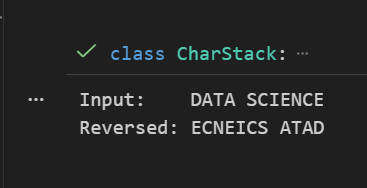 class CharStack: ...
Input:    DATA SCIENCE
Reversed: ECNEICS ATAD